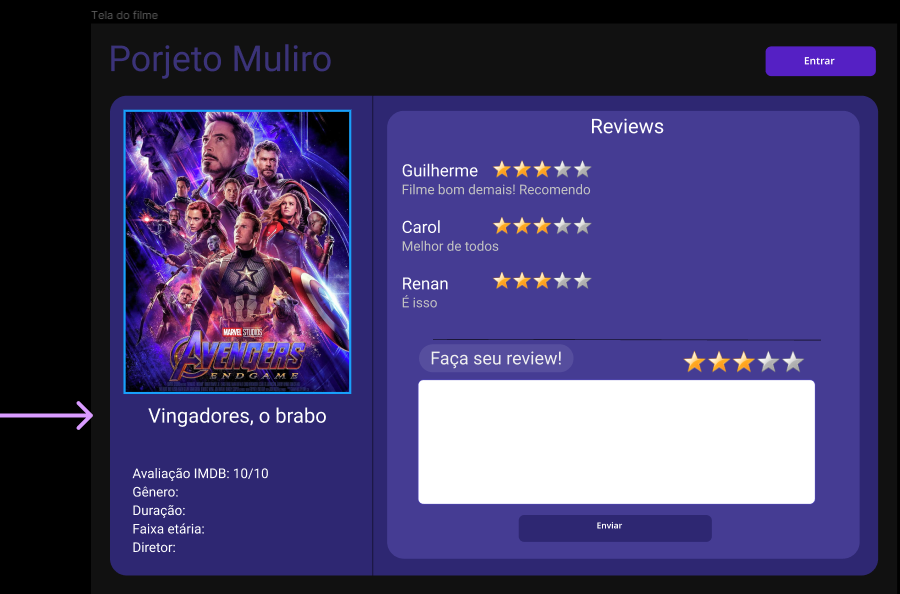 Tela do filme
Porjeto Muliro
Entrar
MARVEL STUDIOS
AVENGERS
ENDGAME
Vingadores, o brabo
Avaliação IMDB: 10/10
Gênero:
Duração:
Faixa etária:
Diretor:
Reviews
Guilherme
Filme bom demais! Recomendo
Carol
Melhor de todos
Renan
É isso
Faça seu review!
Enviar